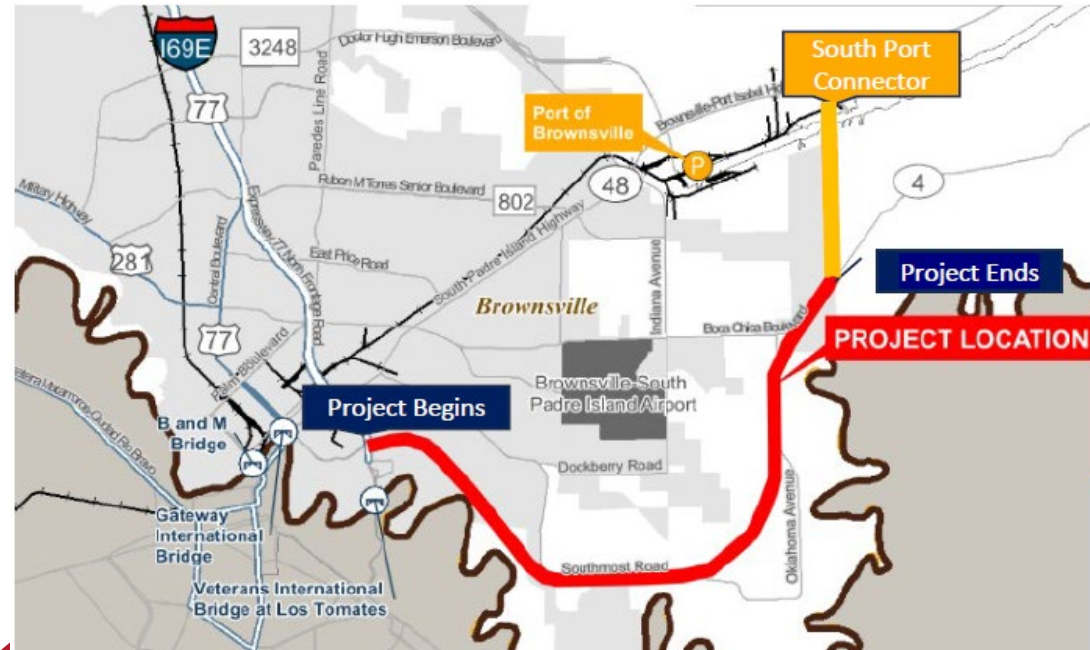 I69E
3248
Doctor Hugh Emerson Boulevard
South Port
Connector
77
Paredes Line Road
Port of
Brownsville
Brownsville-Port Isabel Hi
P
48
4
Military Highway
Ruben M Torres Senior Boulevard
802
281
Central Boulevard
Expressway 77 North Frontage Road
East Price Road
South Padre Island Highway
Indiana Avenue
Project Ends
Brownsville
77
Boca Chica Boulevard
PROJECT LOCATION
Palm Boulevard
Brownsville-South
Padre Island Airport
Project Begins
B and M
Bridge
Dockberry Road
Gateway
International
Bridge
Southmost Road
Oklahoma Avenue
Veterans International
Bridge at Los Tomates